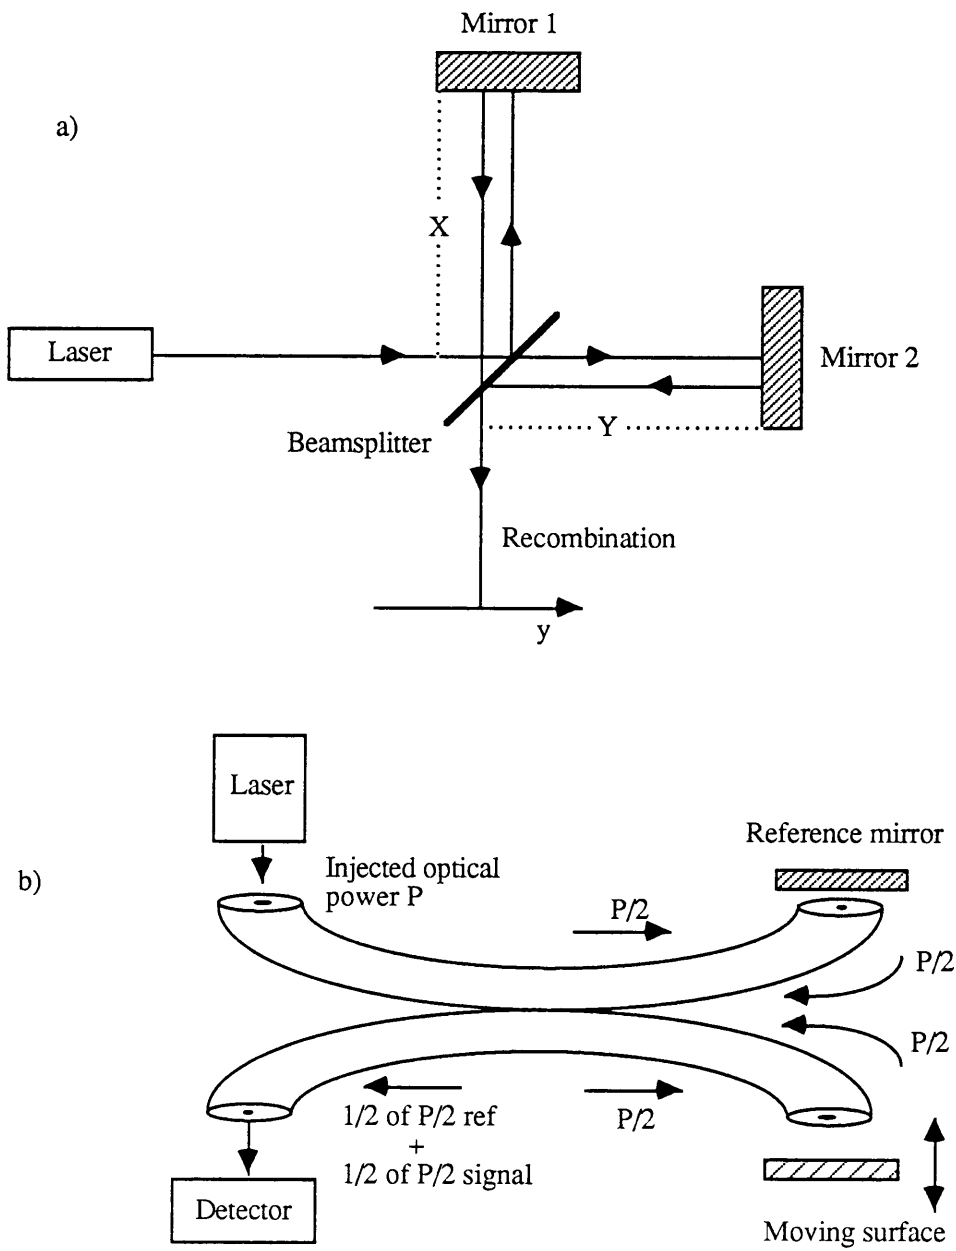 Mirror 1
a)
X
Laser
Mirror 2
Y
Beamsplitter
Recombination
y
Laser
Reference mirror
b)
Injected optical
power P
P/2
P/2
P/2
1/2 of P/2 ref
+
1/2 of P/2 signal
P/2
Detector
Moving surface